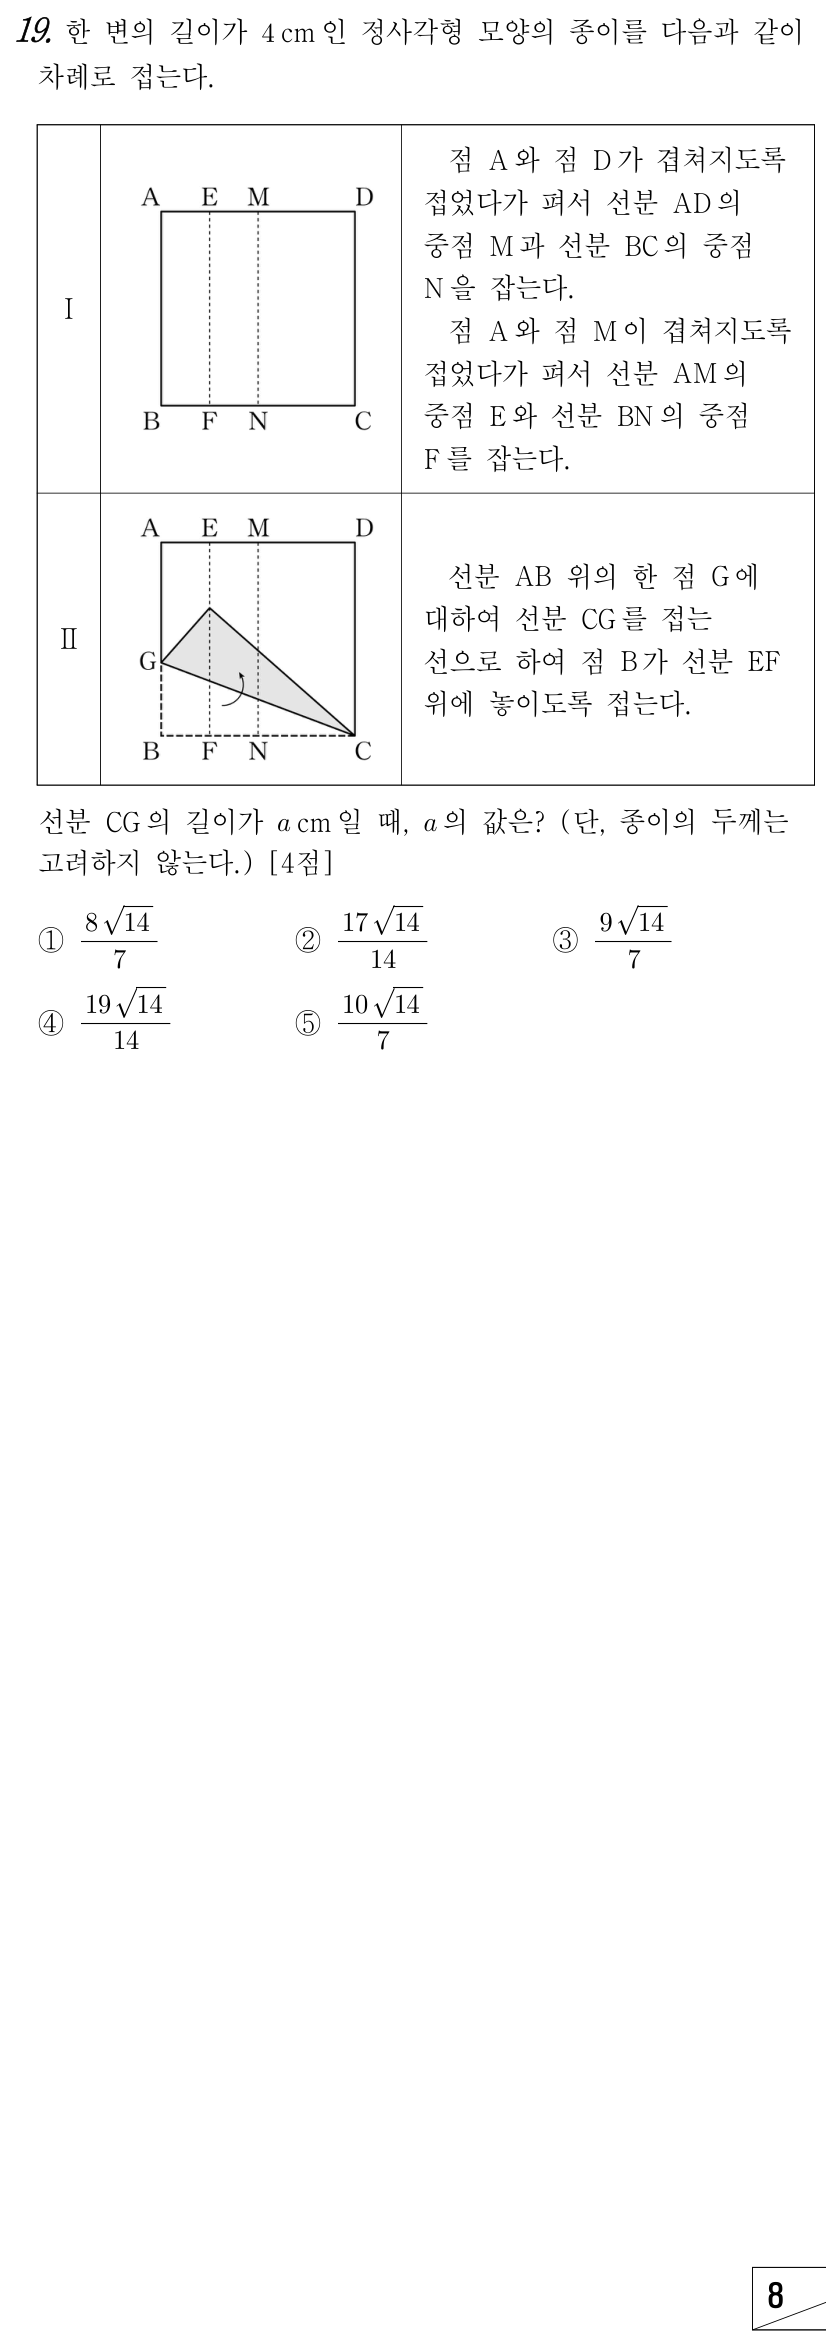 19. 한 변의 길이가 4 cm인 정사각형 모양의 종이를 다음과 같이
차례로 접는다.
Ⅰ
A E M D
B F N C
점 A와 점 D가 겹쳐지도록
접었다가 펴서 선분 AD의
중점 M과 선분 BC의 중점
N을 잡는다.
점 A와 점 M이 겹쳐지도록
접었다가 펴서 선분 AM의
중점 E와 선분 BN의 중점
F를 잡는다.
Ⅱ
A E M D
G
B F N C
선분 AB 위의 한 점 G에
대하여 선분 CG를 접는
선으로 하여 점 B가 선분 EF
위에 놓이도록 접는다.
선분 CG의 길이가 a cm일 때, a의 값은? (단, 종이의 두께는
고려하지 않는다.) [4점]
① 8√14/7 ② 17√14/14 ③ 9√14/7
④ 19√14/14 ⑤ 10√14/7
8